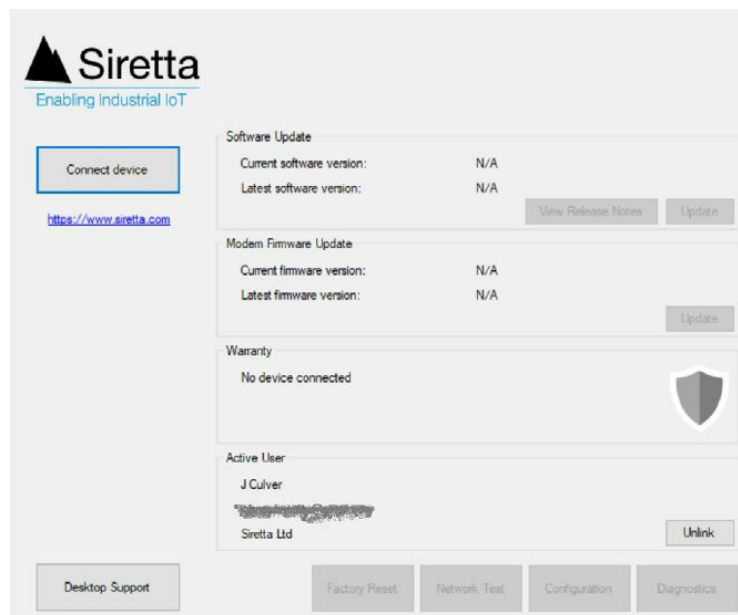 Siretta
Enabling Industrial IoT
Connect device
https://www.siretta.com
Software Update
Current software version: N/A
Latest software version: N/A
View Release Notes Update
Modem Firmware Update
Current firmware version: N/A
Latest firmware version: N/A
Update
Warranty
No device connected
Active User
J Culver
Siretta Ltd
Unlink
Desktop Support
Factory Reset Network Test Configuration Diagnostics